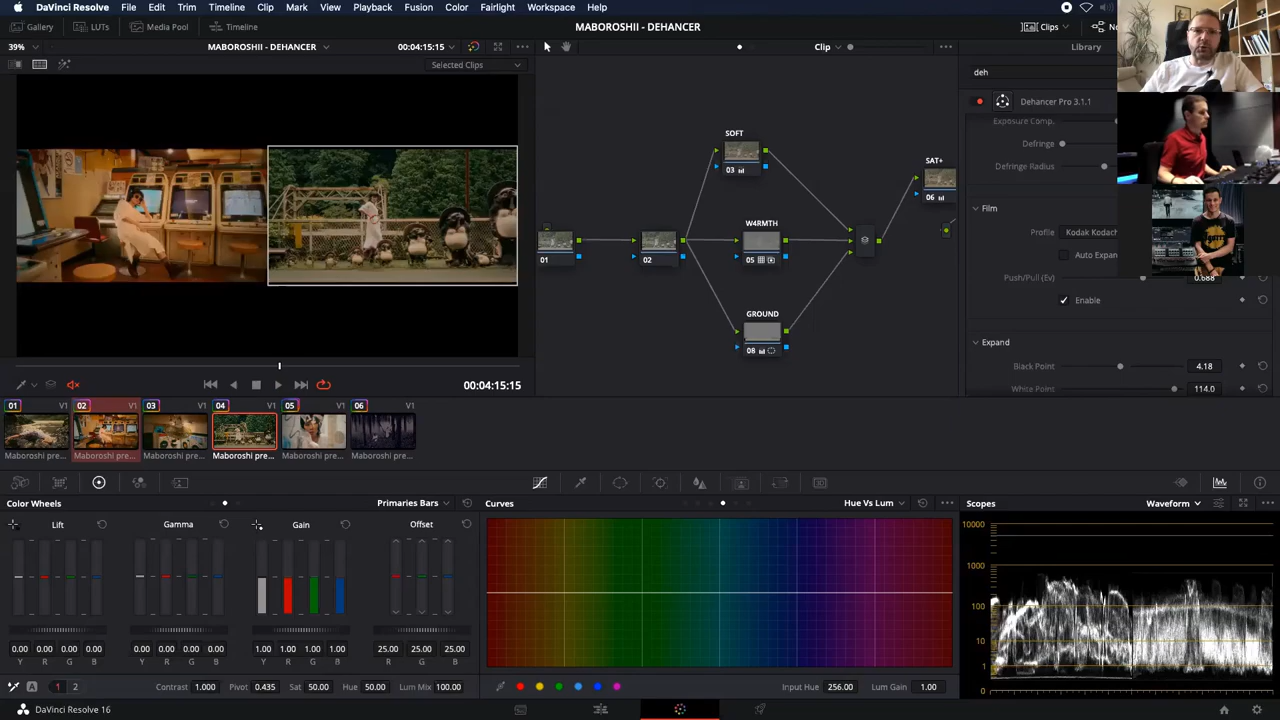 DaVinci Resolve File Edit Trim Timeline Clip Mark View Playback Fusion Color Fairlight Workspace Help
Gallery LUTs Media Pool Timeline MABOROSHII - DEHANCER Clips
39% MABOROSHII - DEHANCER 00:04:15:15 Clip Library
Selected Clips
deh
Dehancer Pro 3.1.1
Exposure Comp.
Defringe
Defringe Radius
Film
Profile Kodak Kodach
Auto Expan
Push/Pull (Ev) 0.688
Enable
Expand
Black Point 4.18
White Point 114.0
SOFT
03
SAT+
06
W4RMTH
01 02 05
GROUND
08
00:04:15:15
01 V1 02 V1 03 V1 04 V1 05 V1 06 V1
Maboroshi pre... Maboroshi pre... Maboroshi pre... Maboroshi pre... Maboroshi pre... Maboroshi pre...
Color Wheels Primaries Bars Curves Hue Vs Lum Scopes Waveform
Lift Gamma Gain Offset
10000
1000
100
10
1
0
0.00 0.00 0.00 0.00 0.00 0.00 0.00 0.00 1.00 1.00 1.00 1.00 25.00 25.00 25.00
Y R G B Y R G B Y R G B R G B
A 1 2 Contrast 1.000 Pivot 0.435 Sat 50.00 Hue 50.00 Lum Mix 100.00 Input Hue 256.00 Lum Gain 1.00
DaVinci Resolve 16